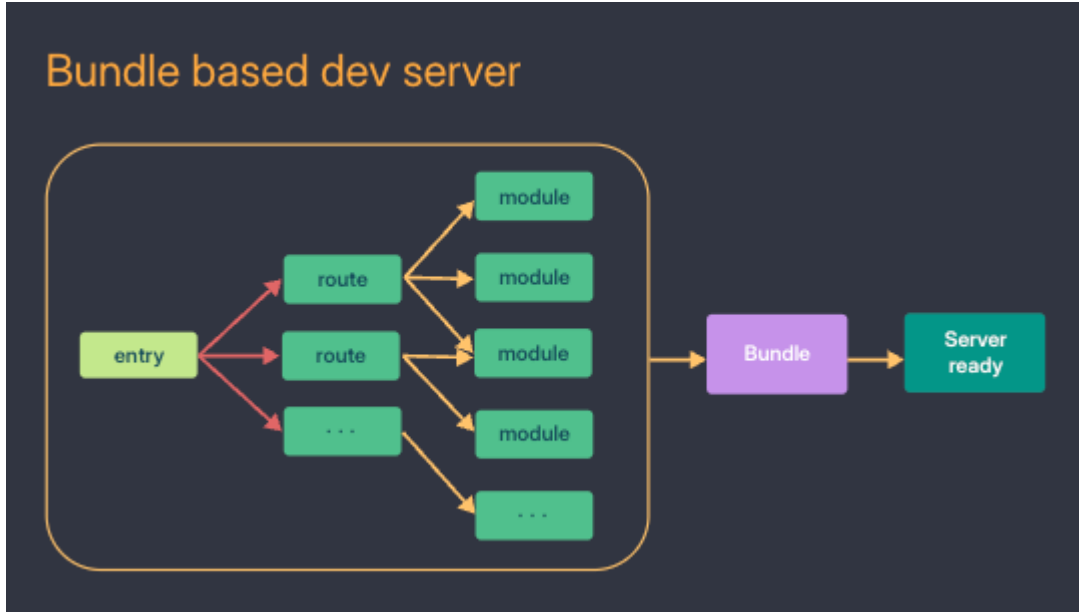 Bundle based dev server
module
route
module
entry
route
module
Bundle
Server
ready
· · ·
module
· · ·